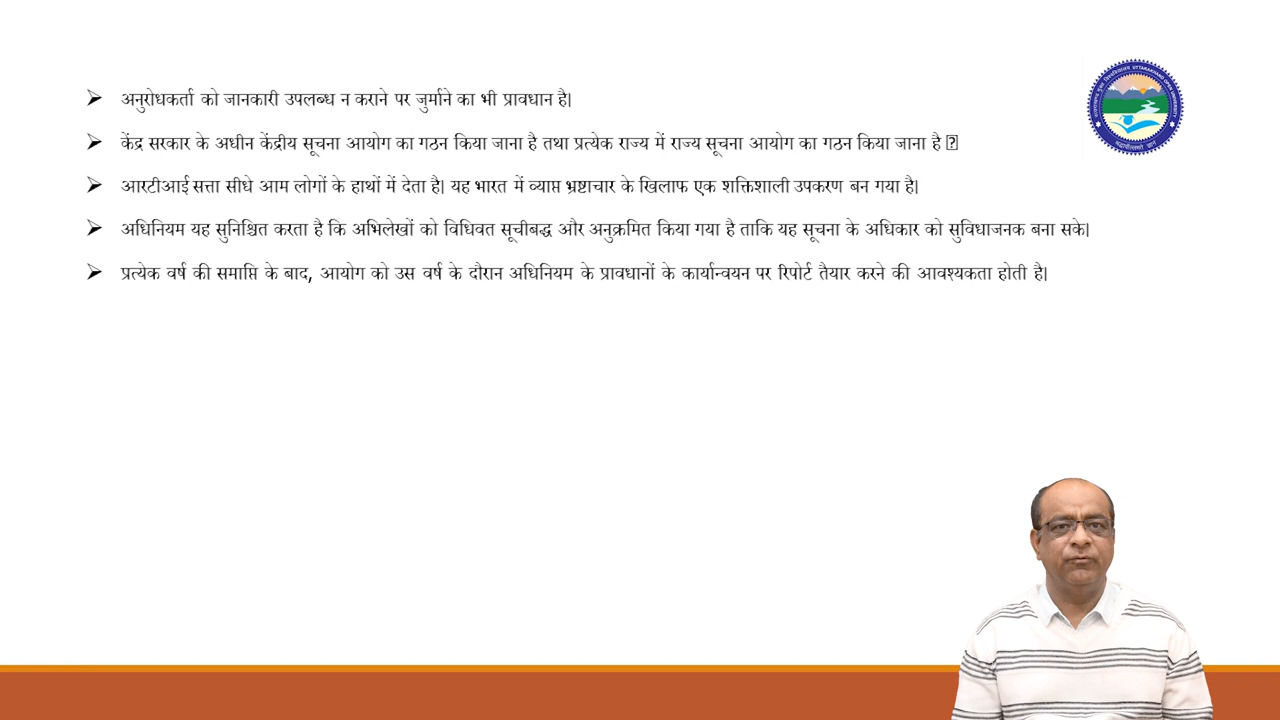 अनुरोधकर्ता को जानकारी उपलब्ध न कराने पर जुर्माने का भी प्रावधान है।
केंद्र सरकार के अधीन केंद्रीय सूचना आयोग का गठन किया जाना है तथा प्रत्येक राज्य में राज्य सूचना आयोग का गठन किया जाना है
आरटीआई सत्ता सीधे आम लोगों के हाथों में देता है। यह भारत में व्याप्त भ्रष्टाचार के खिलाफ एक शक्तिशाली उपकरण बन गया है।
अधिनियम यह सुनिश्चित करता है कि अभिलेखों को विधिवत सूचीबद्ध और अनुक्रमित किया गया है ताकि यह सूचना के अधिकार को सुविधाजनक बना सके।
प्रत्येक वर्ष की समाप्ति के बाद, आयोग को उस वर्ष के दौरान अधिनियम के प्रावधानों के कार्यान्वयन पर रिपोर्ट तैयार करने की आवश्यकता होती है।
UTTARAKHAND OPEN UNIVERSITY